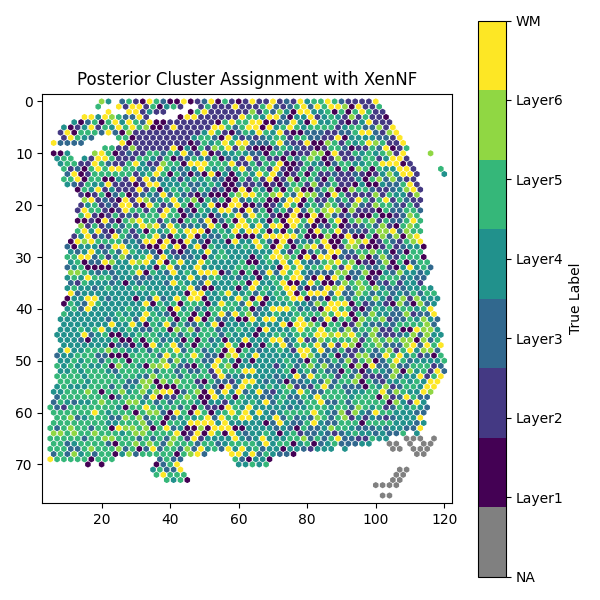 Posterior Cluster Assignment with XenNF
0
10
20
30
40
50
60
70
20
40
60
80
100
120
WM
Layer6
Layer5
Layer4
Layer3
Layer2
Layer1
NA
True Label